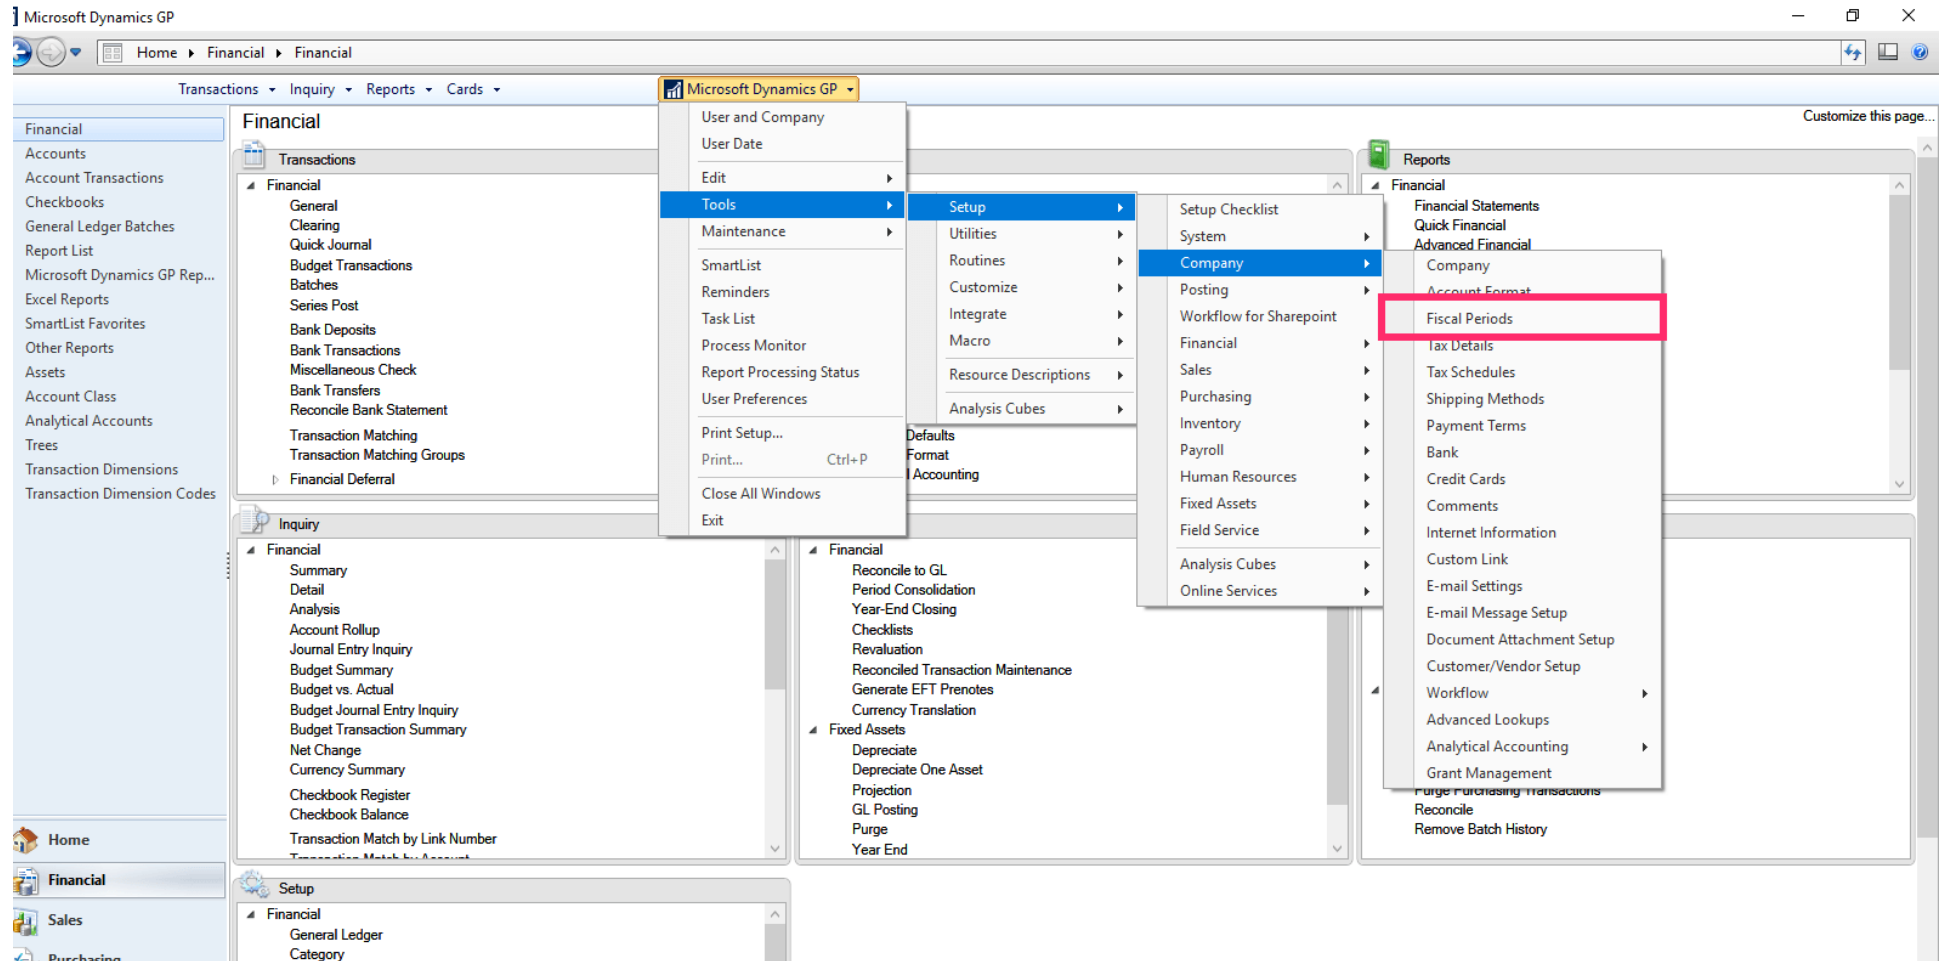 Microsoft Dynamics GP
Home
Financial
Financial
Transactions
Inquiry
Reports
Cards
Microsoft Dynamics GP
Financial
Accounts
Account Transactions
Checkbooks
General Ledger Batches
Report List
Microsoft Dynamics GP Rep...
Excel Reports
SmartList Favorites
Other Reports
Assets
Account Class
Analytical Accounts
Trees
Transaction Dimensions
Transaction Dimension Codes
Home
Financial
Sales
Purchasing
Financial
Customize this page...
Transactions
Financial
General
Clearing
Quick Journal
Budget Transactions
Batches
Series Post
Bank Deposits
Bank Transactions
Miscellaneous Check
Bank Transfers
Reconcile Bank Statement
Transaction Matching
Transaction Matching Groups
Financial Deferral
User and Company
User Date
Edit
Tools
Maintenance
SmartList
Reminders
Task List
Process Monitor
Report Processing Status
User Preferences
Print Setup...
Print... Ctrl+P
Close All Windows
Exit
Setup
Utilities
Routines
Customize
Integrate
Macro
Resource Descriptions
Analysis Cubes
Defaults
Format
Accounting
Setup Checklist
System
Company
Posting
Workflow for Sharepoint
Financial
Sales
Purchasing
Inventory
Payroll
Human Resources
Fixed Assets
Field Service
Analysis Cubes
Online Services
Reports
Financial
Financial Statements
Quick Financial
Advanced Financial
Company
Account Format
Fiscal Periods
Tax Details
Tax Schedules
Shipping Methods
Payment Terms
Bank
Credit Cards
Comments
Internet Information
Custom Link
E-mail Settings
E-mail Message Setup
Document Attachment Setup
Customer/Vendor Setup
Workflow
Advanced Lookups
Analytical Accounting
Grant Management
Purge Purchasing Transactions
Reconcile
Remove Batch History
Inquiry
Financial
Summary
Detail
Analysis
Account Rollup
Journal Entry Inquiry
Budget Summary
Budget vs. Actual
Budget Journal Entry Inquiry
Budget Transaction Summary
Net Change
Currency Summary
Checkbook Register
Checkbook Balance
Transaction Match by Link Number
Transaction Match by Account
Financial
Reconcile to GL
Period Consolidation
Year-End Closing
Checklists
Revaluation
Reconciled Transaction Maintenance
Generate EFT Prenotes
Currency Translation
Fixed Assets
Depreciate
Depreciate One Asset
Projection
GL Posting
Purge
Year End
Setup
Financial
General Ledger
Category